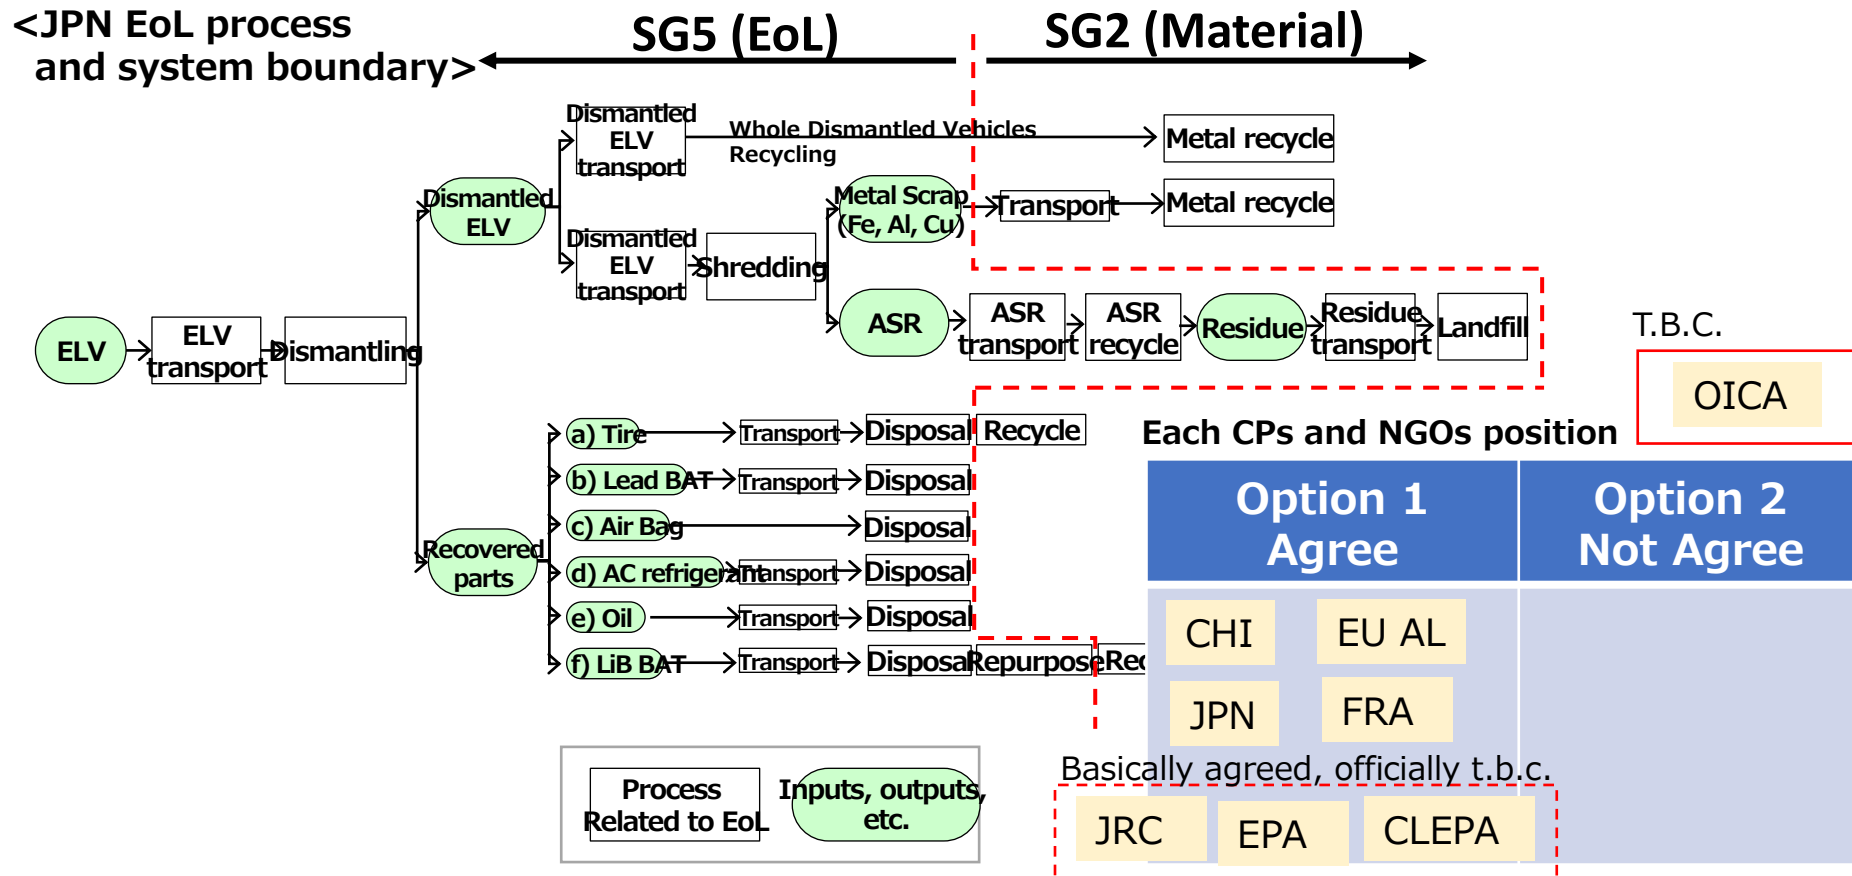 <JPN EoL process
and system boundary>
SG5 (EoL)
SG2 (Material)
Dismantled
ELV
transport
Whole Dismantled Vehicles
Recycling
Metal recycle
Dismantled
ELV
Metal Scrap
(Fe, Al, Cu)
Transport
Metal recycle
Dismantled
ELV
transport
Shredding
ELV
ELV
transport
Dismantling
ASR
ASR
transport
ASR
recycle
Residue
Residue
transport
Landfill
T.B.C.
OICA
a) Tire
Transport
Disposal
Recycle
b) Lead BAT
Transport
Disposal
c) Air Bag
Disposal
Recovered
parts
d) AC refrigerant
Transport
Disposal
e) Oil
Transport
Disposal
f) LiB BAT
Transport
Disposal
Repurpose
Each CPs and NGOs position
Option 1
Agree
Option 2
Not Agree
CHI
EU AL
JPN
FRA
Basically agreed, officially t.b.c.
JRC
EPA
CLEPA
Process
Related to EoL
Inputs, outputs,
etc.